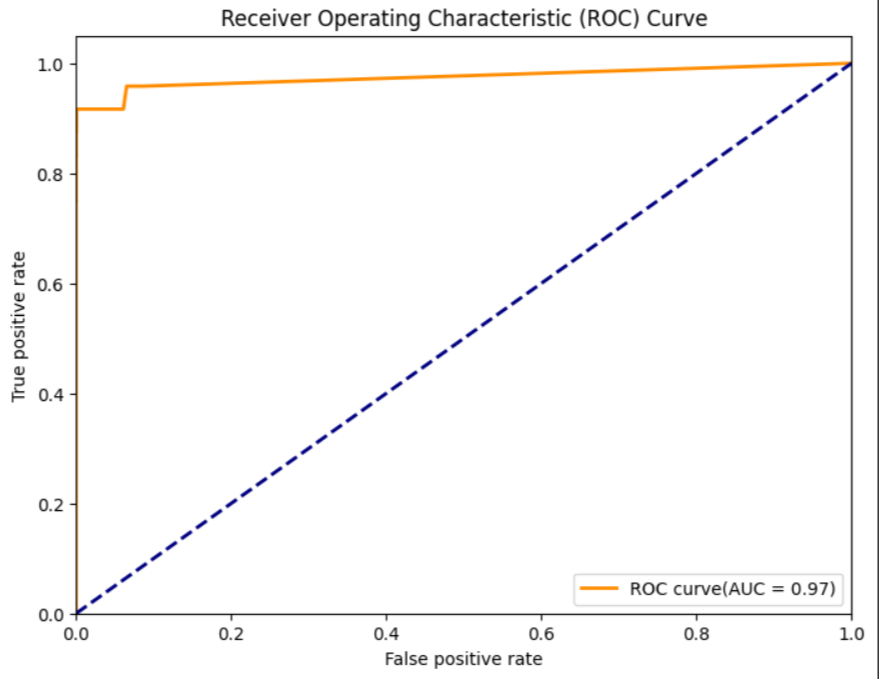 Receiver Operating Characteristic (ROC) Curve
1.0
0.8
0.6
0.4
0.2
0.0
True positive rate
ROC curve(AUC = 0.97)
0.0 0.2 0.4 0.6 0.8 1.0
False positive rate